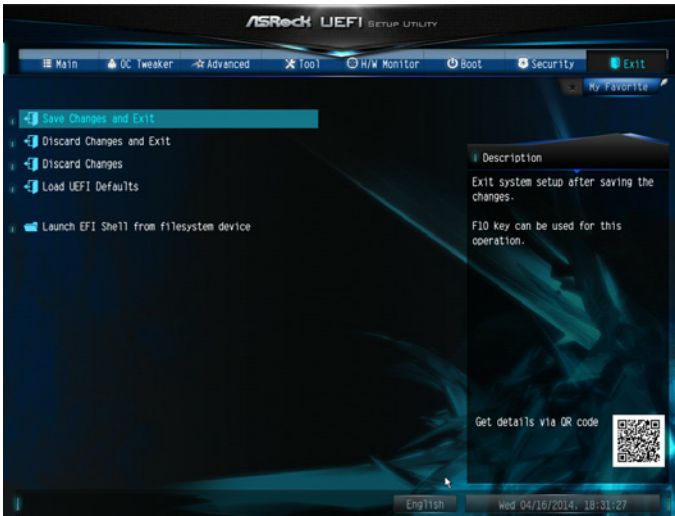 ASRock UEFI SETUP UTILITY
Main OC Tweaker Advanced Tool H/W Monitor Boot Security Exit
My Favorite
Save Changes and Exit
Discard Changes and Exit
Discard Changes
Load UEFI Defaults
Launch EFI Shell from filesystem device
Description
Exit system setup after saving the
changes.
F10 key can be used for this
operation.
Get details via QR code
English
Wed 04/16/2014, 18:31:27